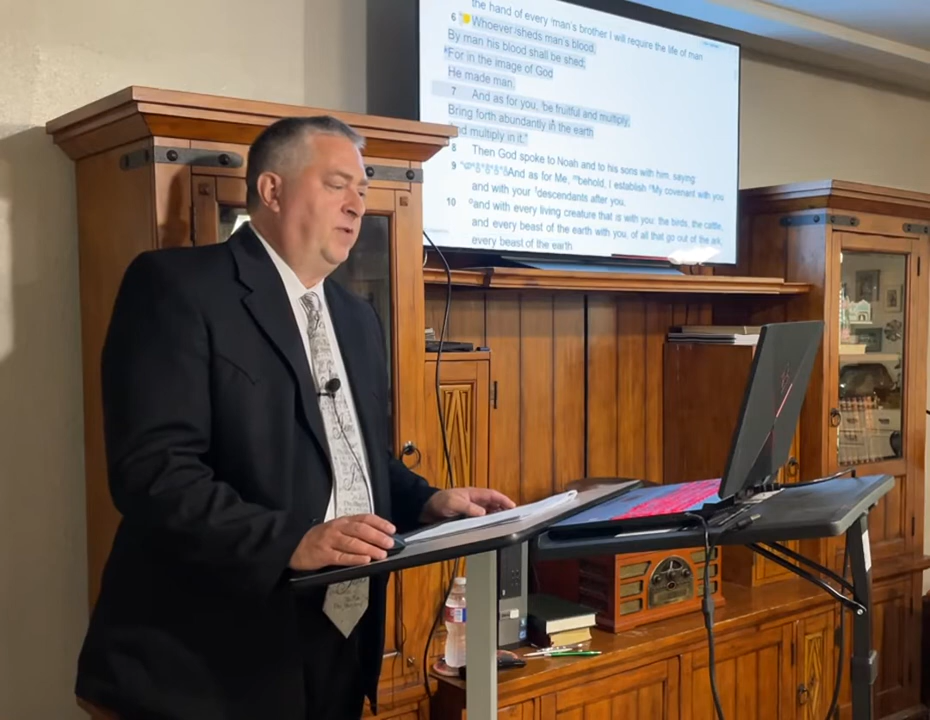 the hand of every man's brother I will require the life of man.
6 "Whoever sheds man's blood,
By man his blood shall be shed;
For in the image of God
He made man.
7 And as for you, be fruitful and multiply;
Bring forth abundantly in the earth
And multiply in it."
8 Then God spoke to Noah and to his sons with him, saying:
9 "And as for Me, behold, I establish My covenant with you
and with your descendants after you,
10 and with every living creature that is with you: the birds, the cattle,
and every beast of the earth with you, of all that go out of the ark,
every beast of the earth